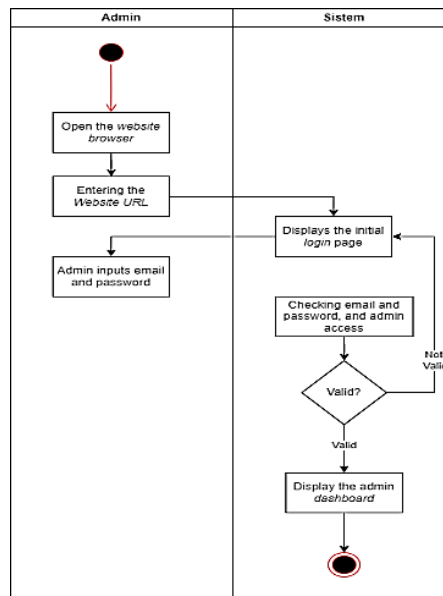 Admin
Sistem
Open the website
browser
Entering the
Website URL
Displays the initial
login page
Admin inputs email
and password
Checking email and
password, and admin
access
Not
Valid
Valid?
Valid
Display the admin
dashboard